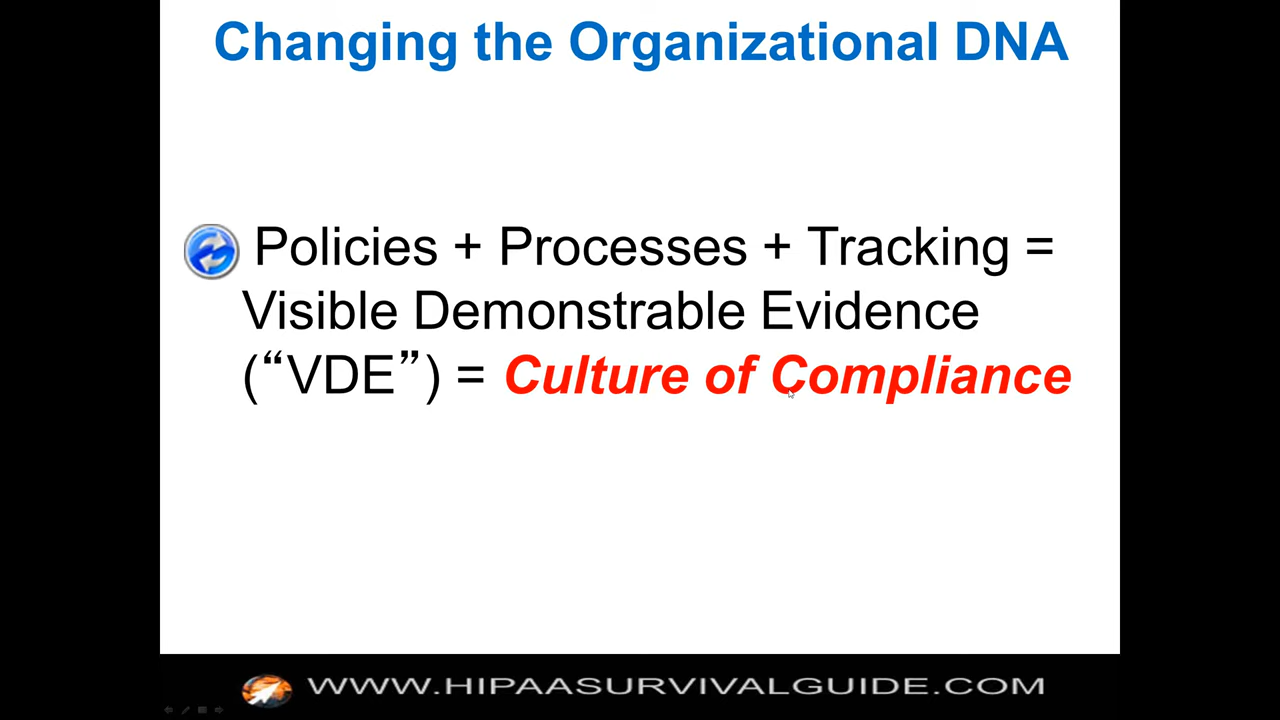 Changing the Organizational DNA
Policies + Processes + Tracking =
Visible Demonstrable Evidence
(“VDE”) = Culture of Compliance
WWW.HIPAASURVIVALGUIDE.COM